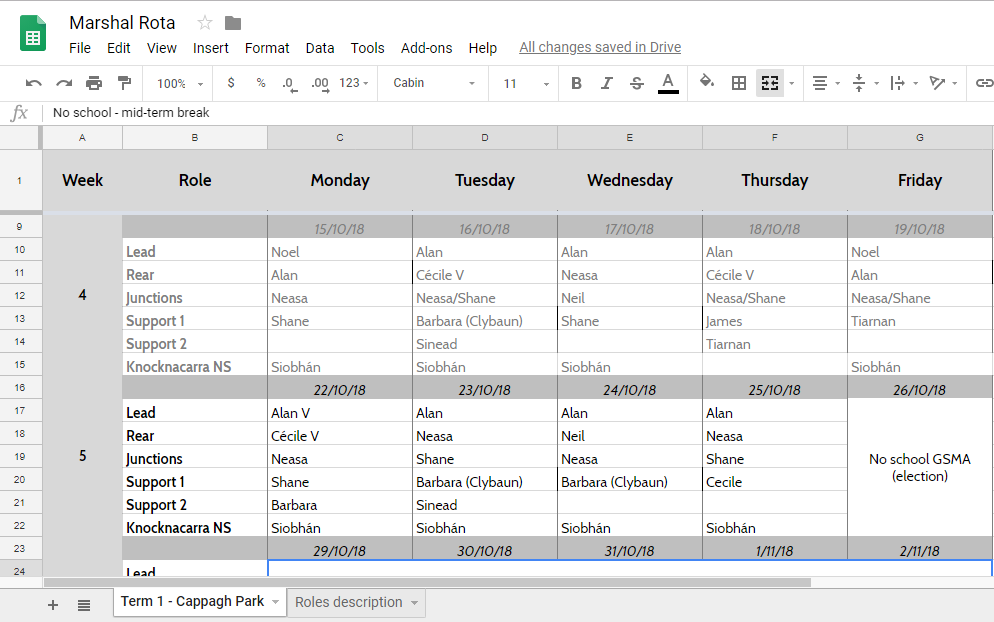 Marshal Rota
File Edit View Insert Format Data Tools Add-ons Help All changes saved in Drive
100% $ % .0 .00 123 Cabin 11 B I S A
fx No school - mid-term break
A B C D E F G
1 Week Role Monday Tuesday Wednesday Thursday Friday
9 15/10/18 16/10/18 17/10/18 18/10/18 19/10/18
10 Lead Noel Alan Alan Alan Noel
11 Rear Alan Cécile V Neasa Cécile V Alan
12 4 Junctions Neasa Neasa/Shane Neil Neasa/Shane Neasa/Shane
13 Support 1 Shane Barbara (Clybaun) Shane James Tiarnan
14 Support 2 Sinead Tiarnan
15 Knocknacarra NS Siobhán Siobhán Siobhán Siobhán
16 22/10/18 23/10/18 24/10/18 25/10/18 26/10/18
17 Lead Alan V Alan Alan Alan
18 Rear Cécile V Neasa Neil Neasa
19 5 Junctions Neasa Shane Neasa Shane No school GSMA
(election)
20 Support 1 Shane Barbara (Clybaun) Barbara (Clybaun) Cecile
21 Support 2 Barbara Sinead
22 Knocknacarra NS Siobhán Siobhán Siobhán Siobhán
23 29/10/18 30/10/18 31/10/18 1/11/18 2/11/18
24 Lead
Term 1 - Cappagh Park Roles description